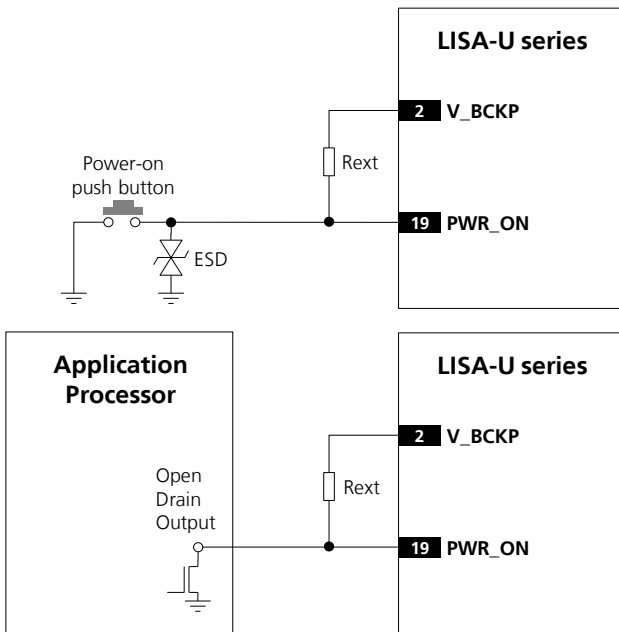 LISA-U series
2 V_BCKP
Rext
Power-on
push button
19 PWR_ON
ESD
Application
Processor
LISA-U series
2 V_BCKP
Rext
Open
Drain
Output
19 PWR_ON